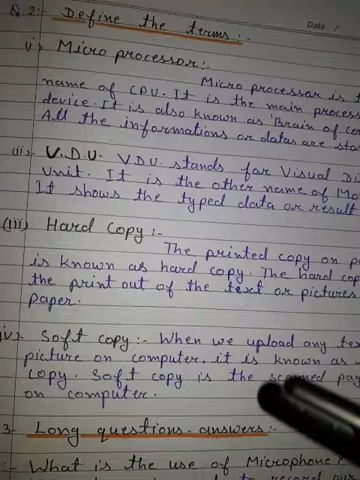 Q.2 Define the terms:-
Date
i) Micro processor:-
Micro processor is
name of CPU. It is the main process
device. It is also known as 'Brain of com
All the informations or datas are
(ii):- V.D.U.- V.D.U. stands for Visual Di
Unit. It is the other name of Mo
It shows the typed data or result
(iii) Hard Copy:-
The printed copy on p
is known as hard copy. The hard cop
the print out of the text or pictures
paper.
iv) Soft copy:- When we upload any tex
picture on computer, it is known as
copy. Soft copy is the scanned pag
on computer.
3- Long questions-answers:-
:- What is the use of Microphone?
to record